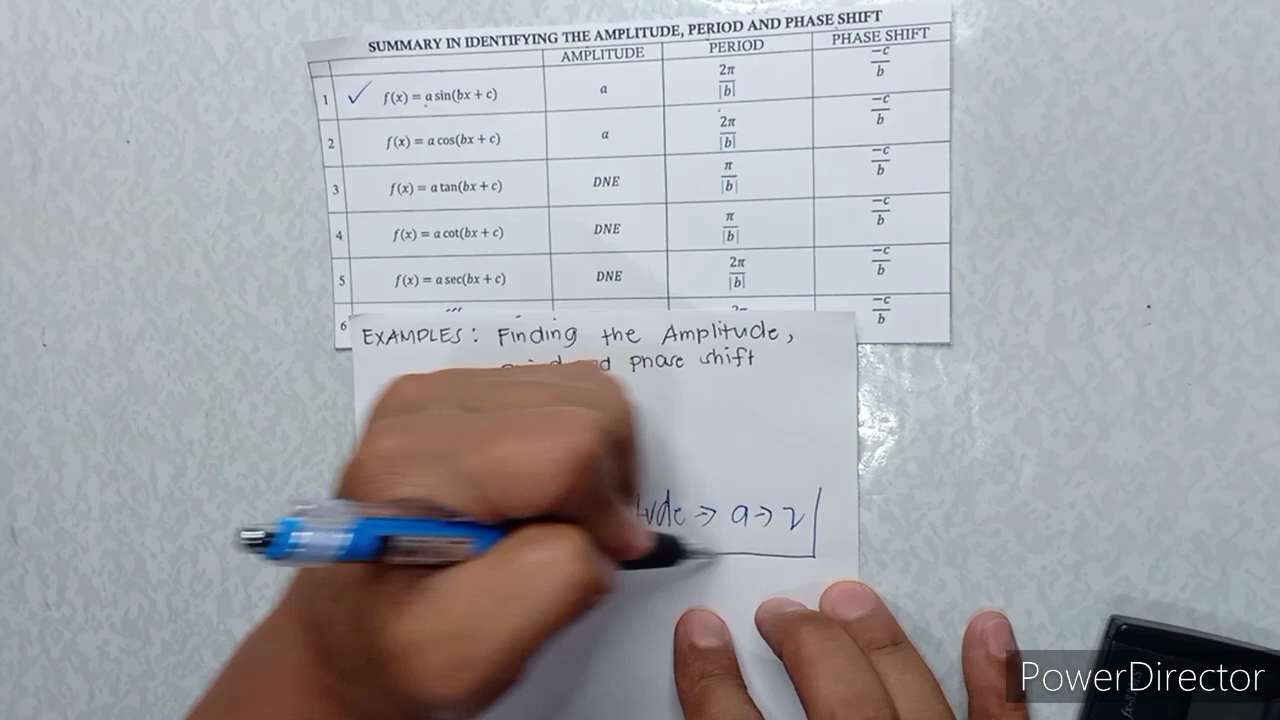 SUMMARY IN IDENTIFYING THE AMPLITUDE, PERIOD AND PHASE SHIFT
AMPLITUDE PERIOD PHASE SHIFT
1 ✓ f(x) = a sin(bx + c) a 2π/|b| −c/b
2 f(x) = a cos(bx + c) a 2π/|b| −c/b
3 f(x) = a tan(bx + c) DNE π/|b| −c/b
4 f(x) = a cot(bx + c) DNE π/|b| −c/b
5 f(x) = a sec(bx + c) DNE 2π/|b| −c/b
6 −c/b
EXAMPLES: Finding the Amplitude,
phase shift
a → 2
PowerDirector